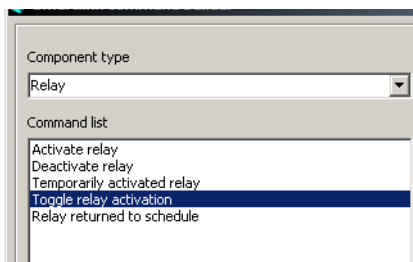 Component type
Relay
Command list
Activate relay
Deactivate relay
Temporarily activated relay
Toggle relay activation
Relay returned to schedule